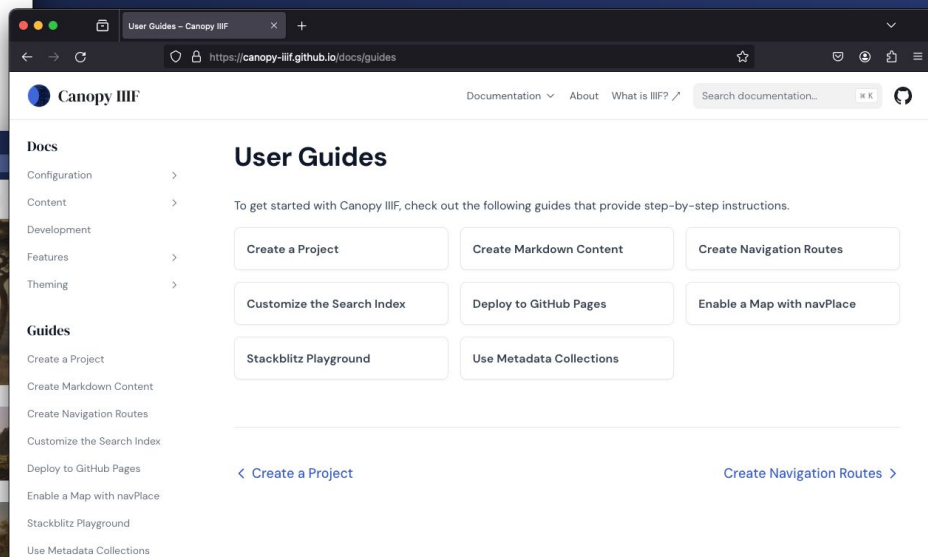 User Guides – Canopy IIIF
https://canopy-iiif.github.io/docs/guides
Canopy IIIF
Documentation
About
What is IIIF? ↗
Search documentation...
⌘ K
Docs
Configuration
Content
Development
Features
Theming
Guides
Create a Project
Create Markdown Content
Create Navigation Routes
Customize the Search Index
Deploy to GitHub Pages
Enable a Map with navPlace
Stackblitz Playground
Use Metadata Collections
User Guides
To get started with Canopy IIIF, check out the following guides that provide step-by-step instructions.
Create a Project
Create Markdown Content
Create Navigation Routes
Customize the Search Index
Deploy to GitHub Pages
Enable a Map with navPlace
Stackblitz Playground
Use Metadata Collections
Create a Project
Create Navigation Routes